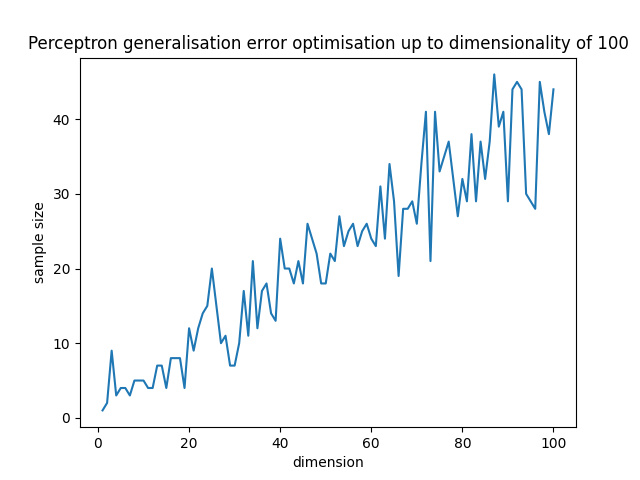 Perceptron generalisation error optimisation up to dimensionality of 100
sample size
40
30
20
10
0
0 20 40 60 80 100
dimension